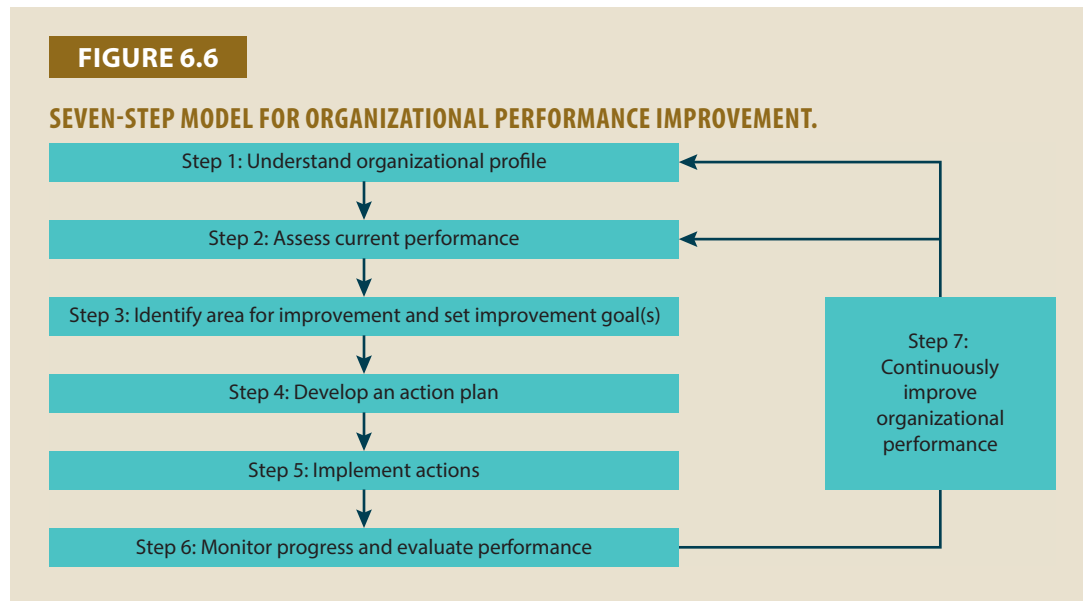 FIGURE 6.6
SEVEN-STEP MODEL FOR ORGANIZATIONAL PERFORMANCE IMPROVEMENT.
Step 1: Understand organizational profile
Step 2: Assess current performance
Step 3: Identify area for improvement and set improvement goal(s)
Step 4: Develop an action plan
Step 5: Implement actions
Step 6: Monitor progress and evaluate performance
Step 7:
Continuously
improve
organizational
performance